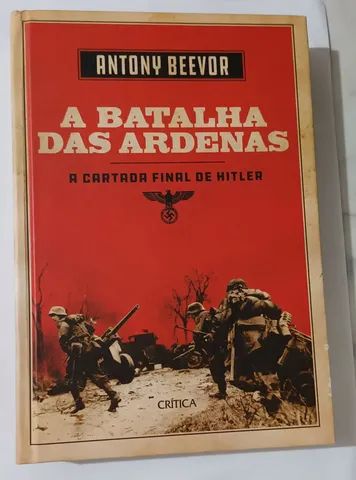 ANTONY BEEVOR
A BATALHA
DAS ARDENAS
A CARTADA FINAL DE HITLER
CRÍTICA